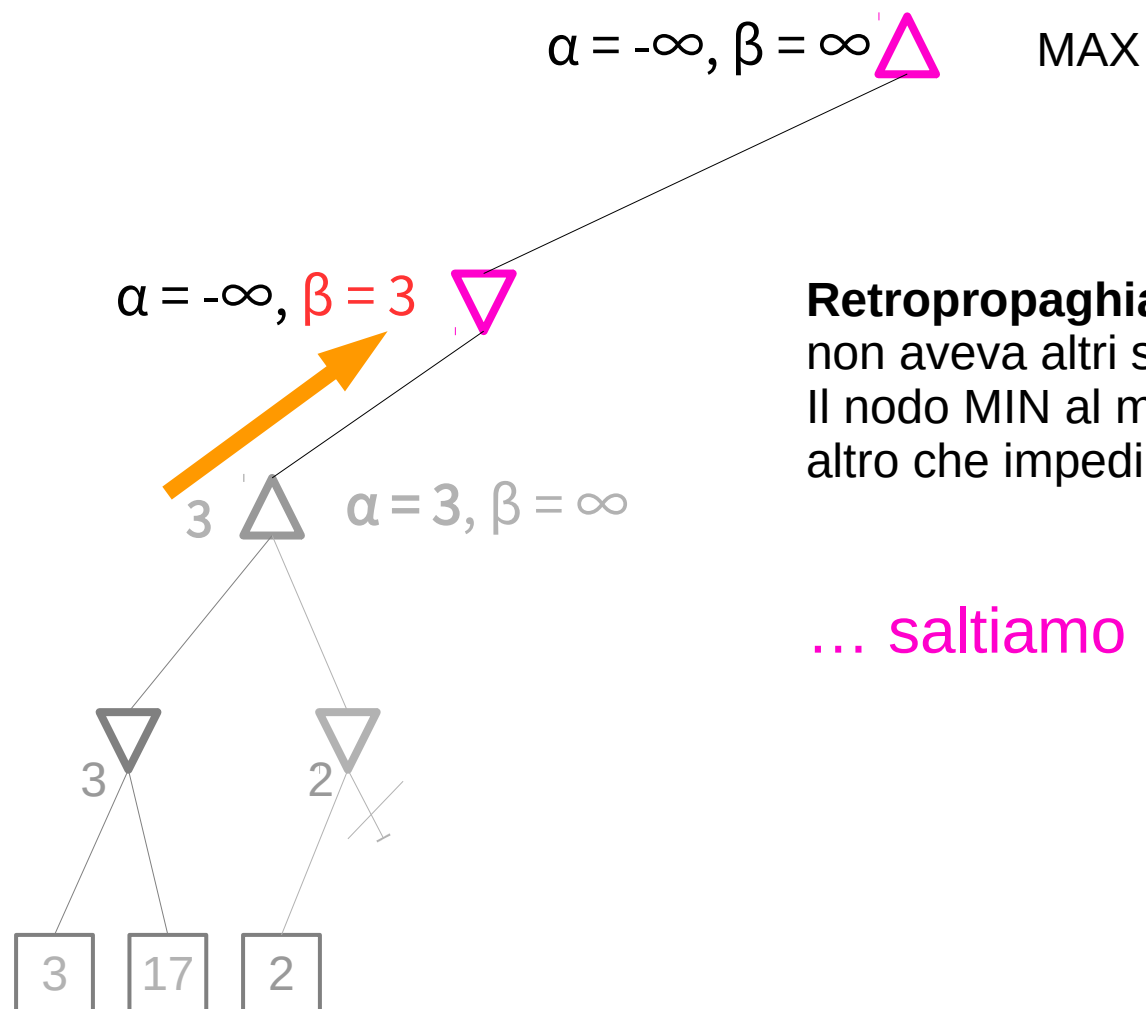 α = -∞, β = ∞ MAX
α = -∞, β = 3
Retropropaghia
non aveva altri s
Il nodo MIN al m
altro che impedi
3 α = 3, β = ∞
… saltiamo
3 2
3 17 2